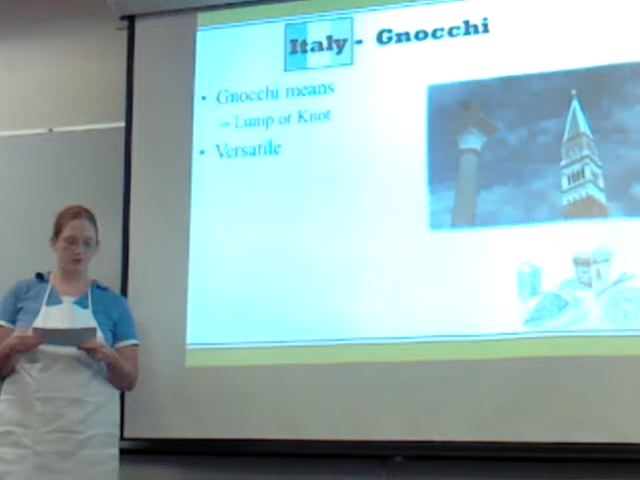 Italy - Gnocchi
• Gnocchi means
– Lump or Knot
• Versatile